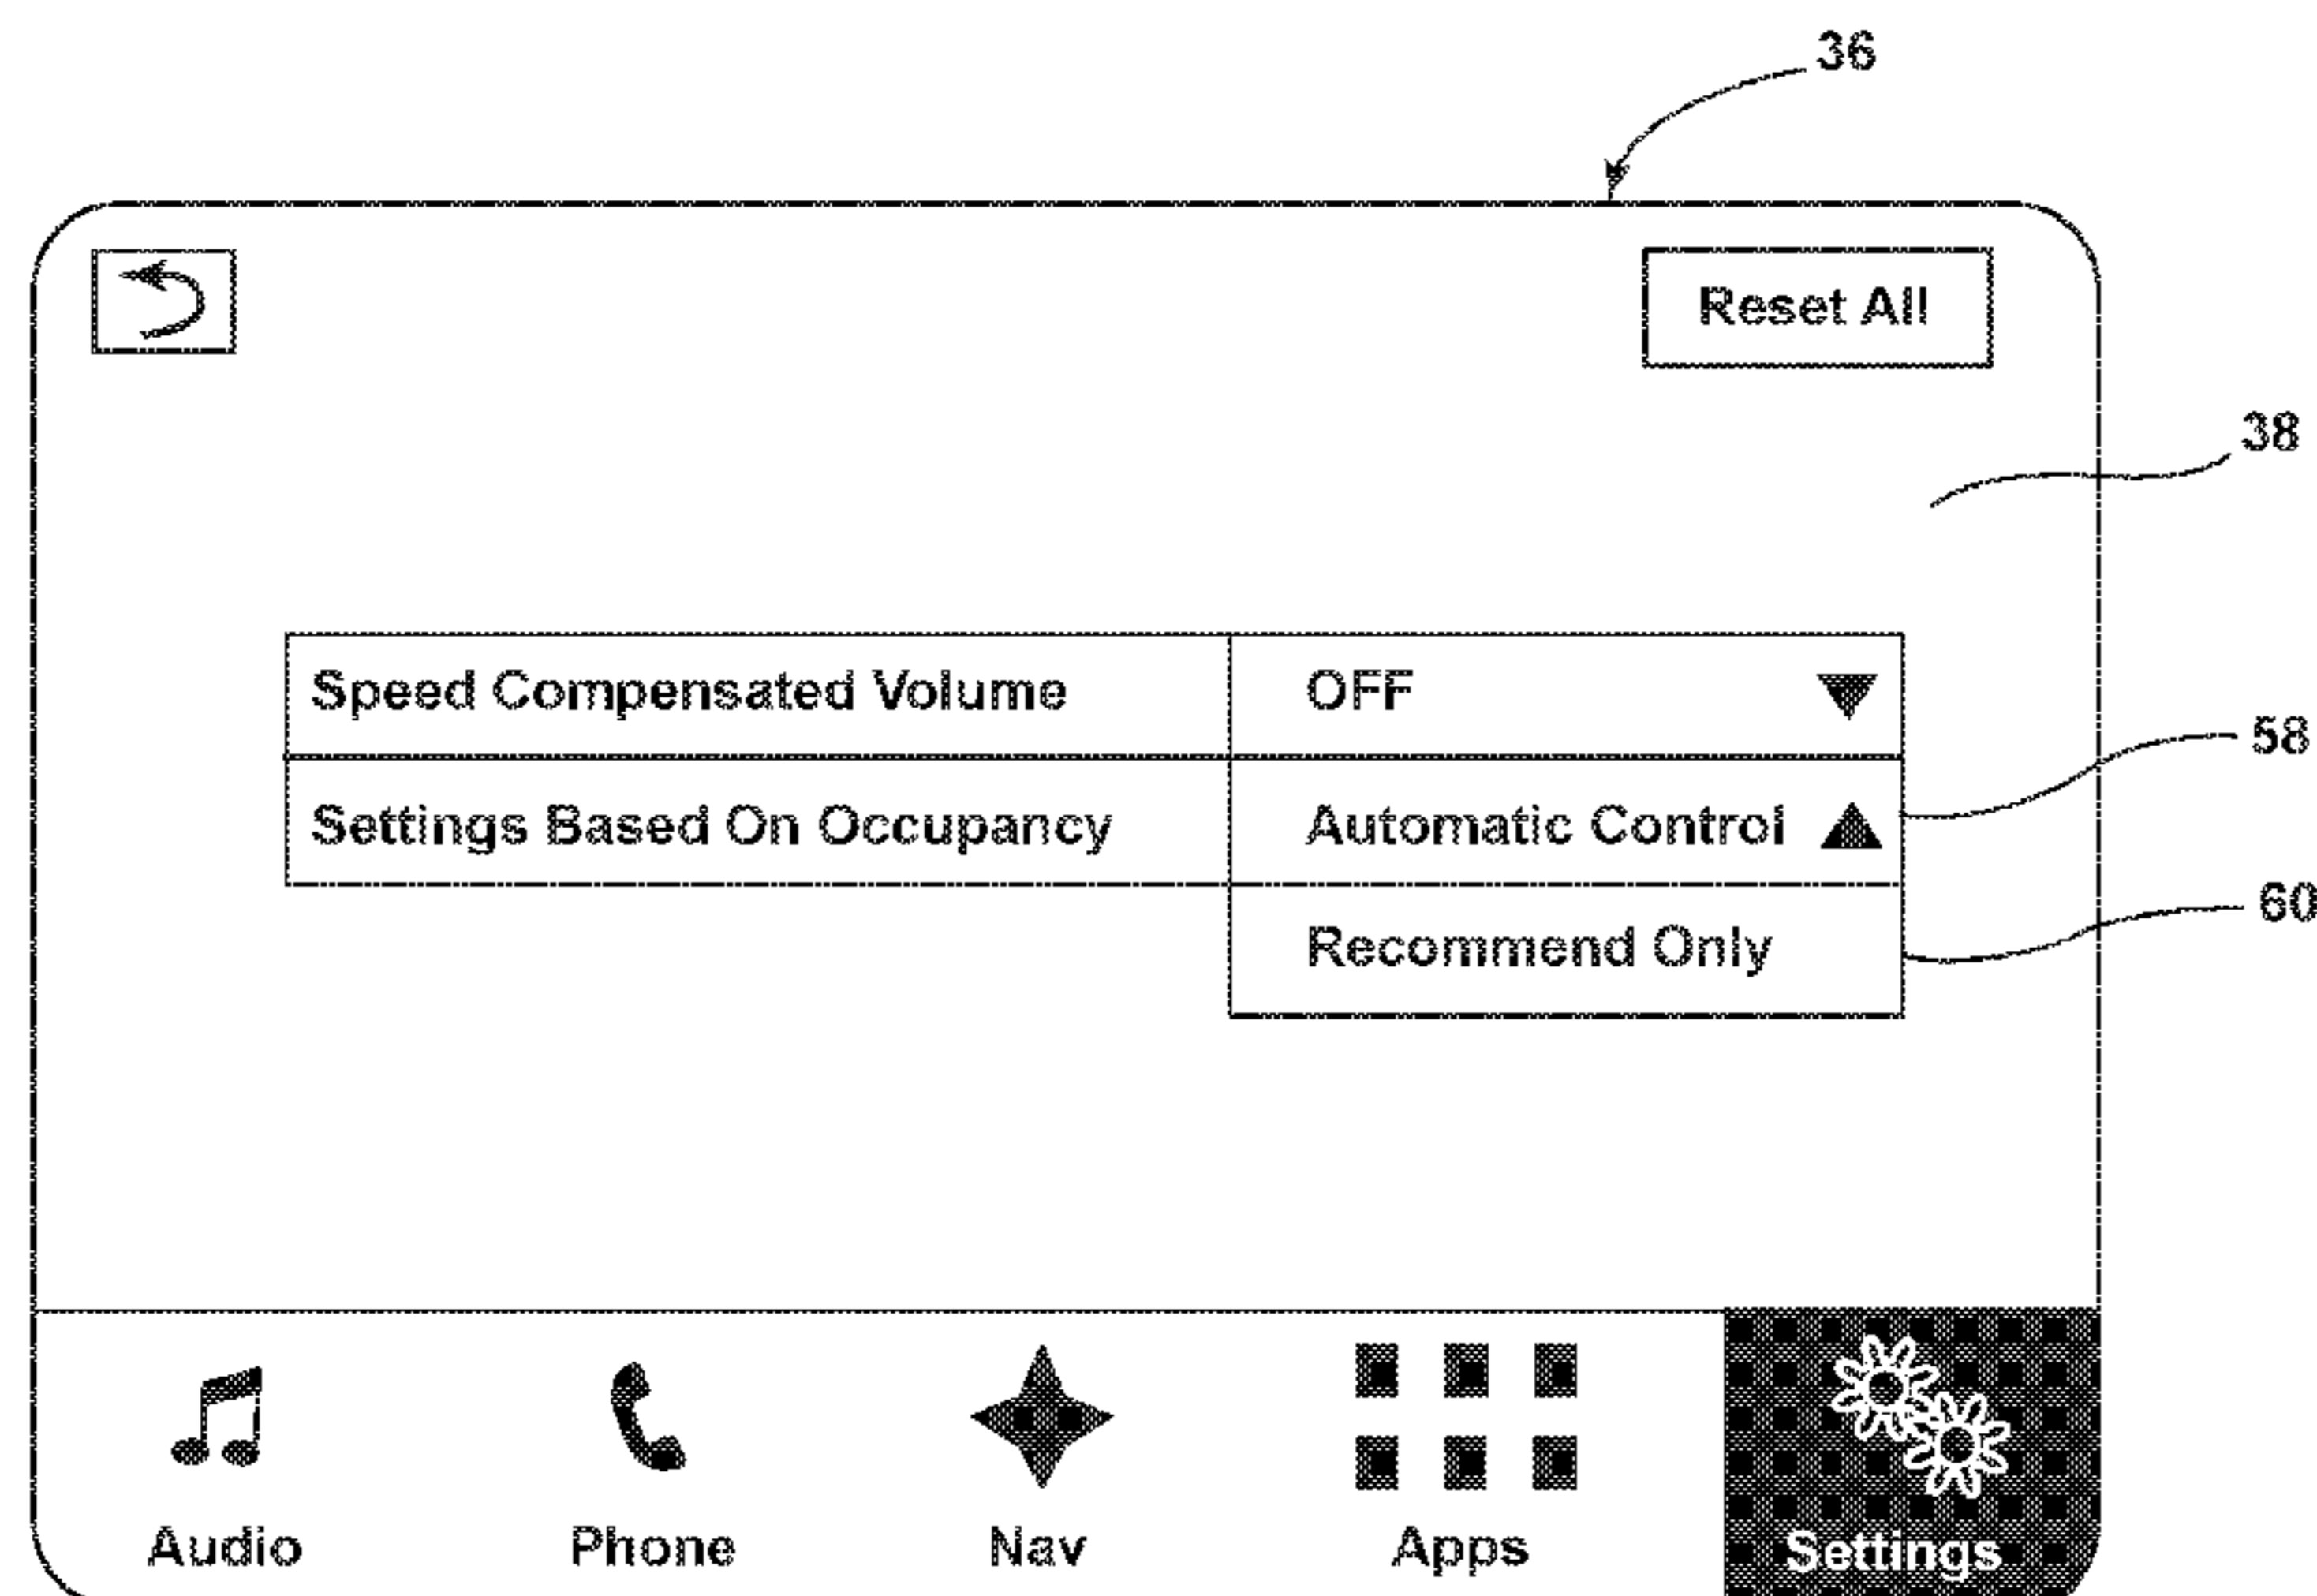 36
Reset All
38
Speed Compensated Volume OFF
58
Settings Based On Occupancy Automatic Control
60
Recommend Only
Audio Phone Nav Apps Settings